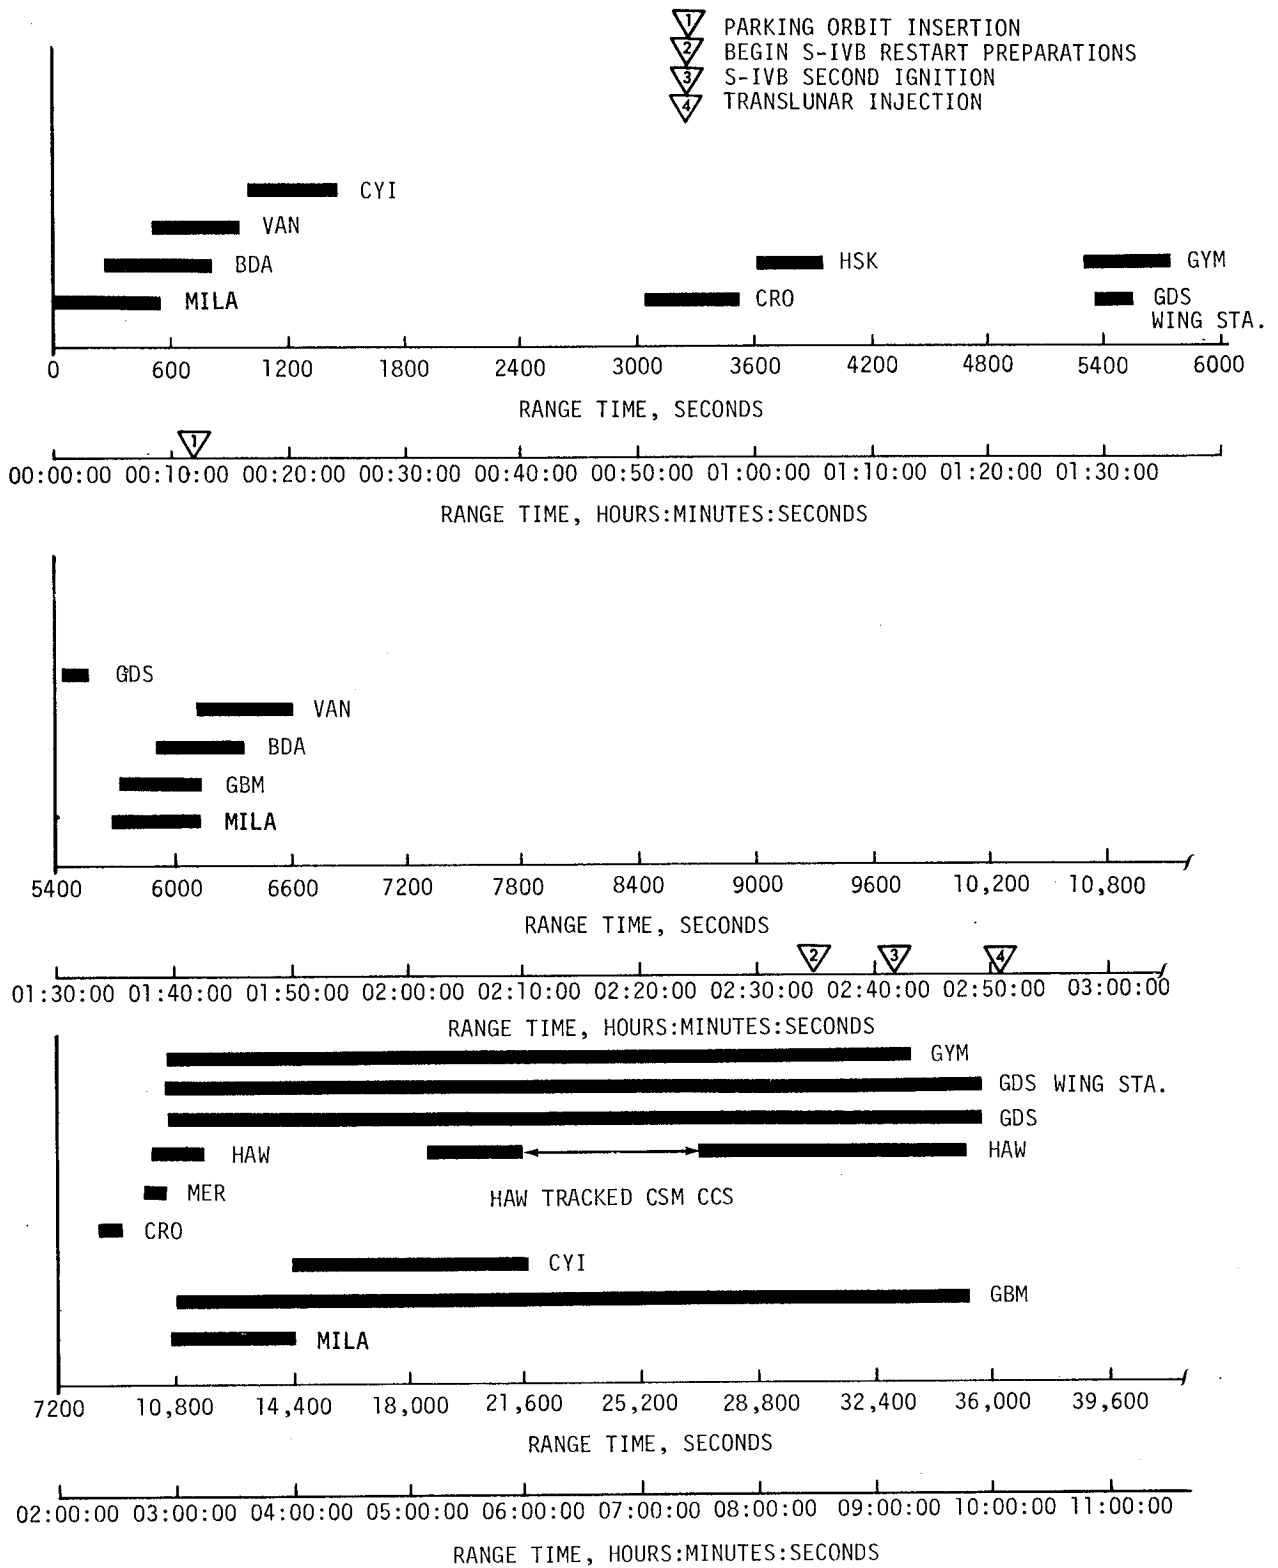 1 PARKING ORBIT INSERTION
2 BEGIN S-IVB RESTART PREPARATIONS
3 S-IVB SECOND IGNITION
4 TRANSLUNAR INJECTION
CYI
VAN
BDA
HSK
GYM
MILA
CRO
GDS
WING STA.
0 600 1200 1800 2400 3000 3600 4200 4800 5400 6000
RANGE TIME, SECONDS
1
00:00:00 00:10:00 00:20:00 00:30:00 00:40:00 00:50:00 01:00:00 01:10:00 01:20:00 01:30:00
RANGE TIME, HOURS:MINUTES:SECONDS
GDS
VAN
BDA
GBM
MILA
5400 6000 6600 7200 7800 8400 9000 9600 10,200 10,800
RANGE TIME, SECONDS
2 3 4
01:30:00 01:40:00 01:50:00 02:00:00 02:10:00 02:20:00 02:30:00 02:40:00 02:50:00 03:00:00
RANGE TIME, HOURS:MINUTES:SECONDS
GYM
GDS WING STA.
GDS
HAW HAW
MER HAW TRACKED CSM CCS
CRO
CYI
GBM
MILA
7200 10,800 14,400 18,000 21,600 25,200 28,800 32,400 36,000 39,600
RANGE TIME, SECONDS
02:00:00 03:00:00 04:00:00 05:00:00 06:00:00 07:00:00 08:00:00 09:00:00 10:00:00 11:00:00
RANGE TIME, HOURS:MINUTES:SECONDS